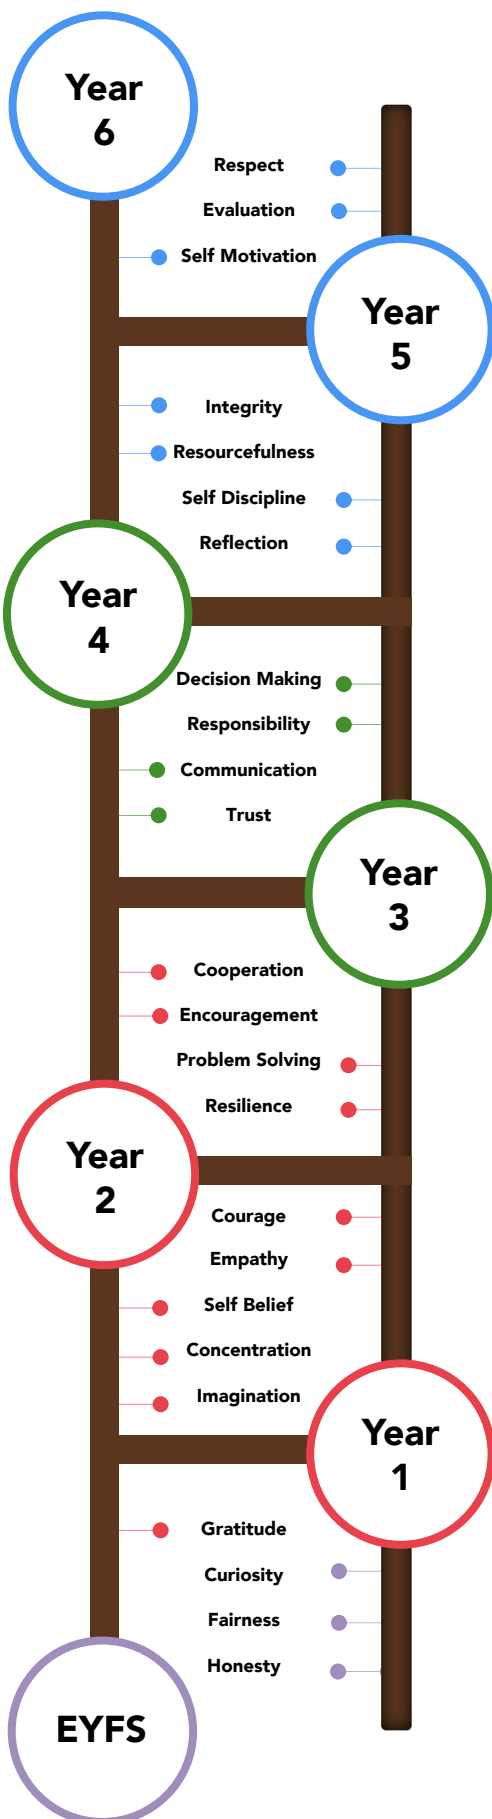 Year
6
Respect
Evaluation
Self Motivation
Year
5
Integrity
Resourcefulness
Self Discipline
Reflection
Year
4
Decision Making
Responsibility
Communication
Trust
Year
3
Cooperation
Encouragement
Problem Solving
Resilience
Year
2
Courage
Empathy
Self Belief
Concentration
Imagination
Year
1
Gratitude
Curiosity
Fairness
Honesty
EYFS